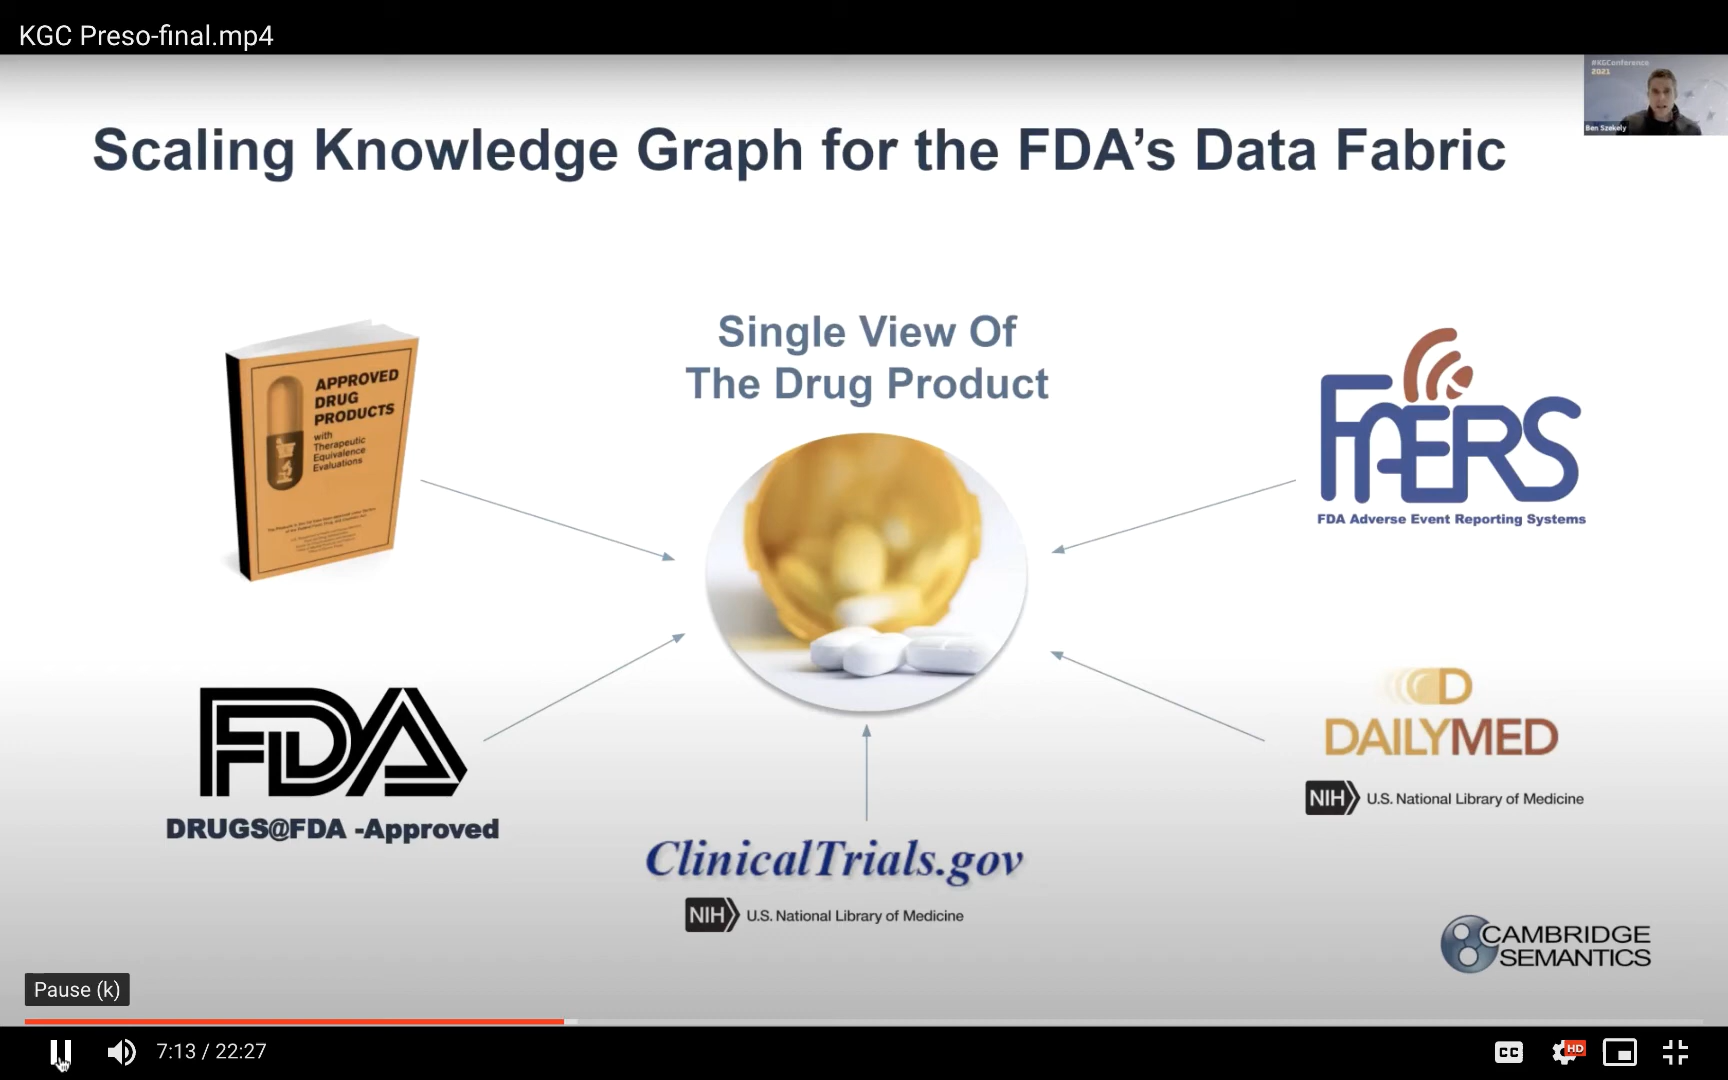 KGC Preso-final.mp4
#KGConference
2021
Ben Szekely
Scaling Knowledge Graph for the FDA's Data Fabric
Single View Of
The Drug Product
APPROVED
DRUG
PRODUCTS
with
Therapeutic
Equivalence
Evaluations
FAERS
FDA Adverse Event Reporting Systems
FDA
DRUGS@FDA -Approved
DAILYMED
NIH U.S. National Library of Medicine
ClinicalTrials.gov
NIH U.S. National Library of Medicine
CAMBRIDGE
SEMANTICS
Pause (k)
7:13 / 22:27
CC
HD